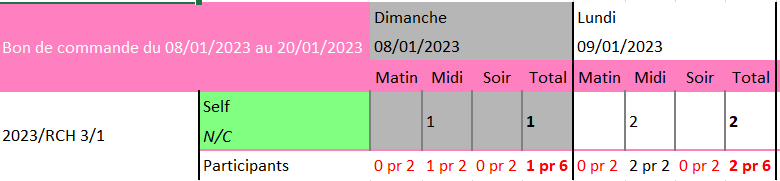 Bon de commande du 08/01/2023 au 20/01/2023
Dimanche
08/01/2023
Lundi
09/01/2023
Matin Midi Soir Total Matin Midi Soir Total
2023/RCH 3/1
Self
N/C
1 1 2 2
Participants 0 pr 2 1 pr 2 0 pr 2 1 pr 6 0 pr 2 2 pr 2 0 pr 2 2 pr 6